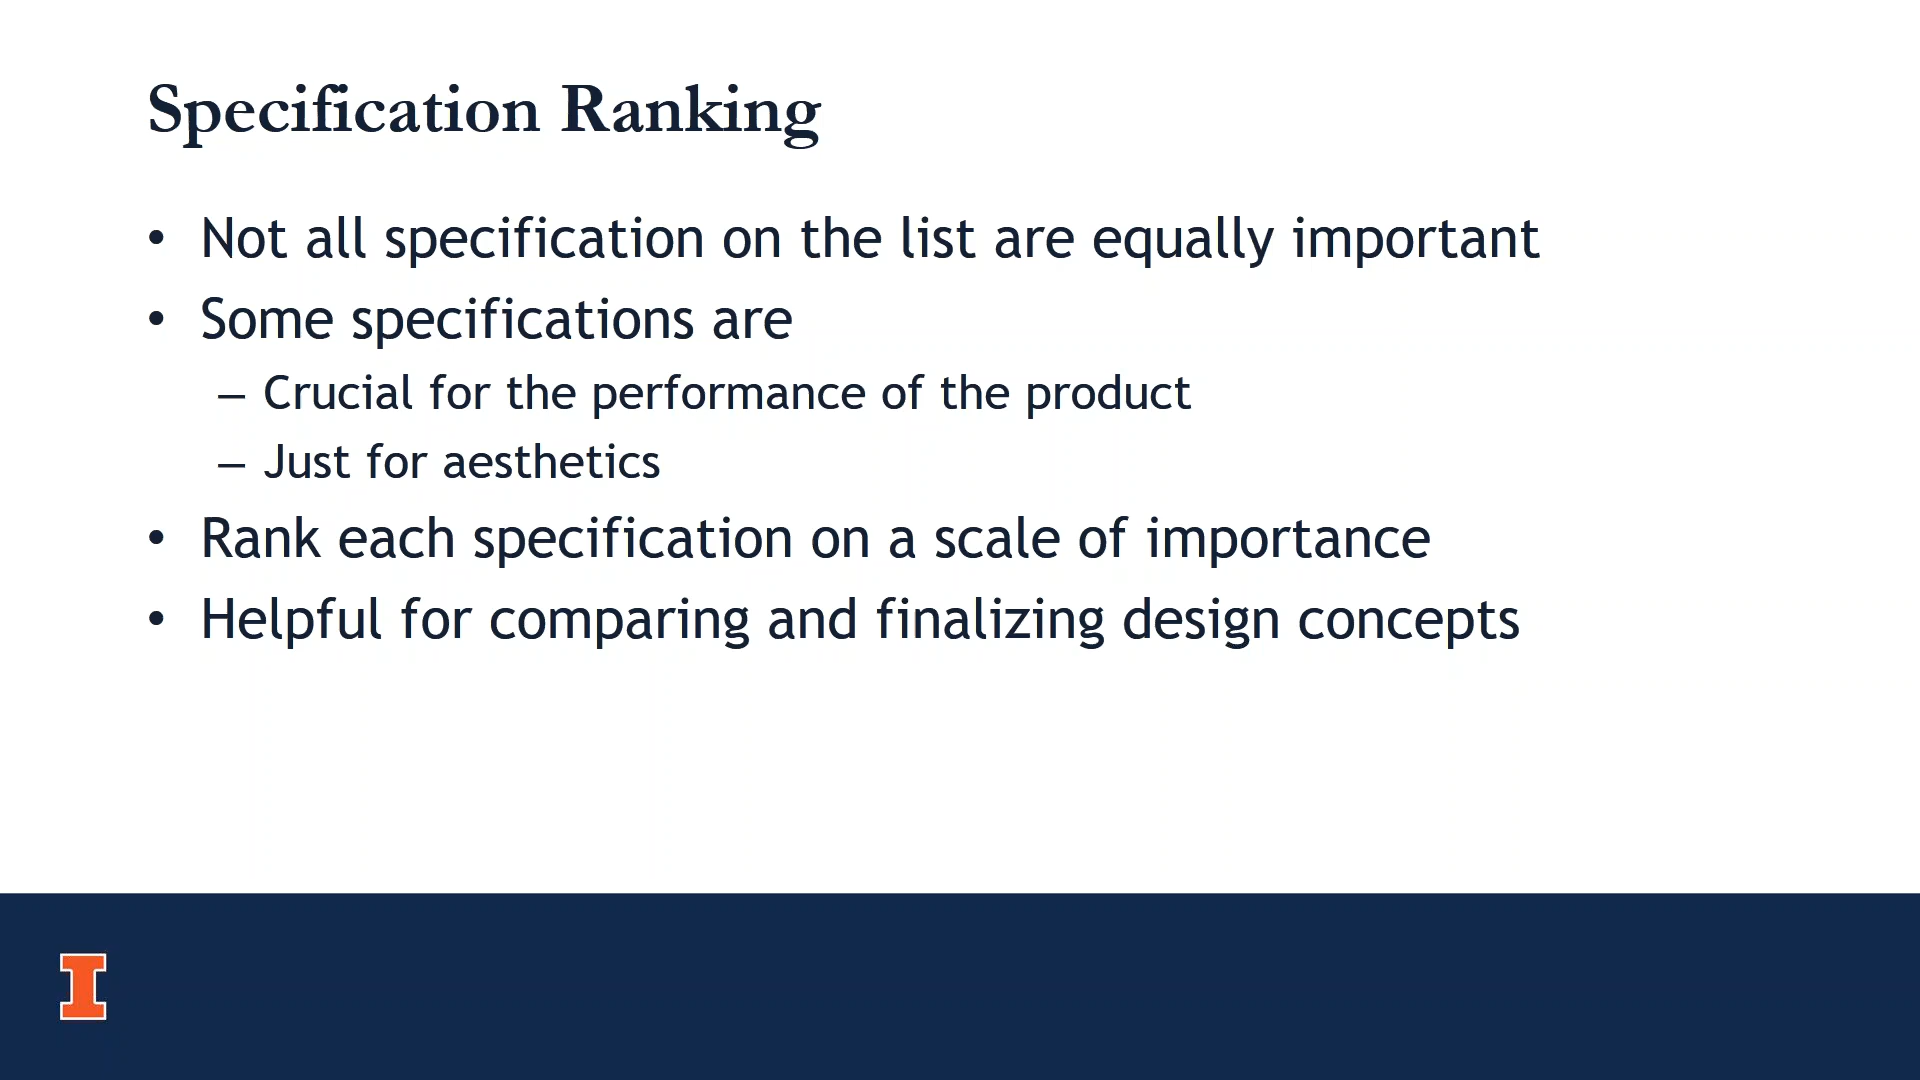 Specification Ranking
• Not all specification on the list are equally important
• Some specifications are
– Crucial for the performance of the product
– Just for aesthetics
• Rank each specification on a scale of importance
• Helpful for comparing and finalizing design concepts
I